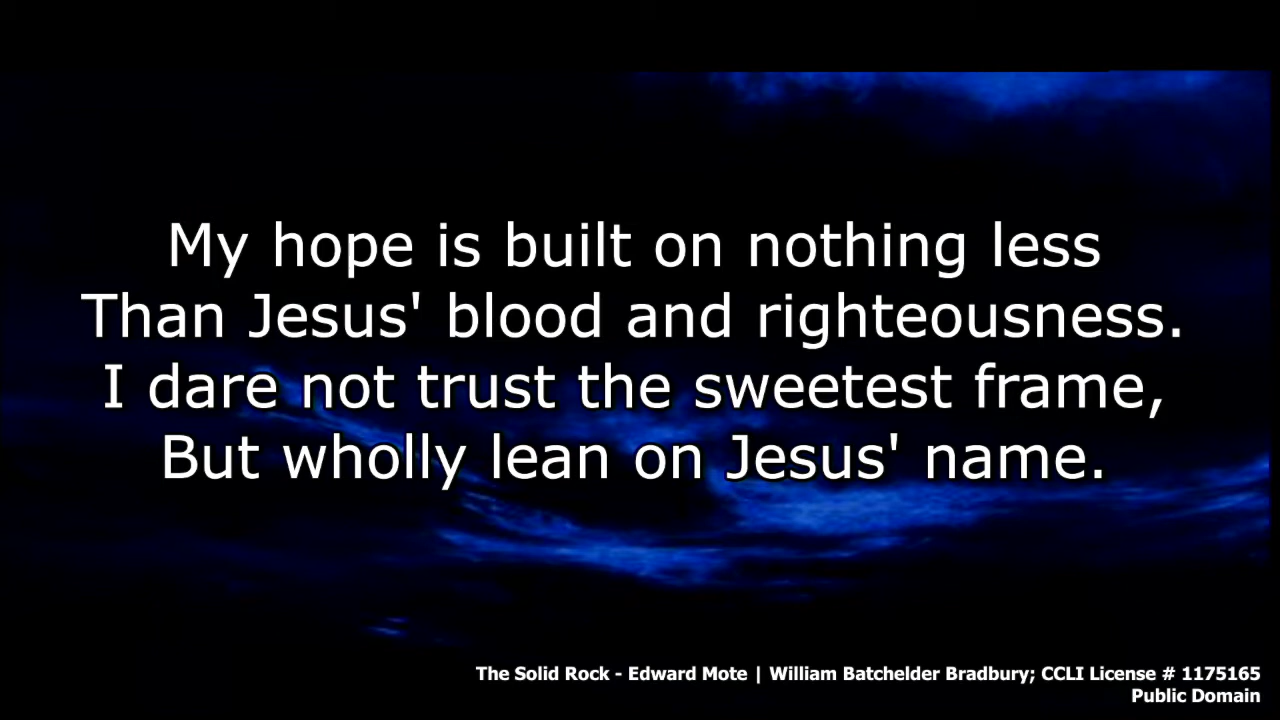 My hope is built on nothing less
Than Jesus' blood and righteousness.
I dare not trust the sweetest frame,
But wholly lean on Jesus' name.
The Solid Rock - Edward Mote | William Batchelder Bradbury; CCLI License # 1175165
Public Domain